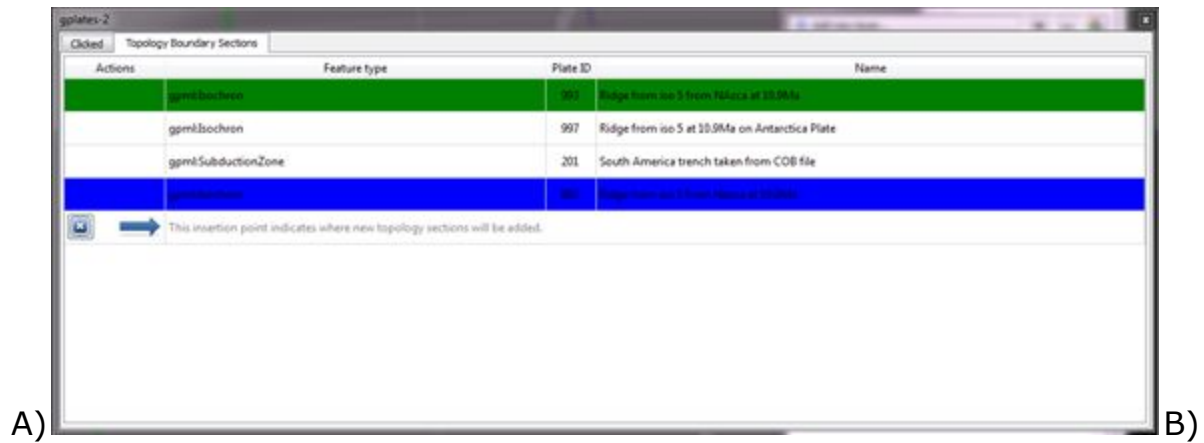 gplates-2
Clicked Topology Boundary Sections
Actions Feature type Plate ID Name
gpml:Isochron 993 Ridge from iso 5 from NAzca at 10.9Ma
gpml:Isochron 997 Ridge from iso 5 at 10.9Ma on Antarctica Plate
gpml:SubductionZone 201 South America trench taken from COB file
This insertion point indicates where new topology sections will be added.
A) B)